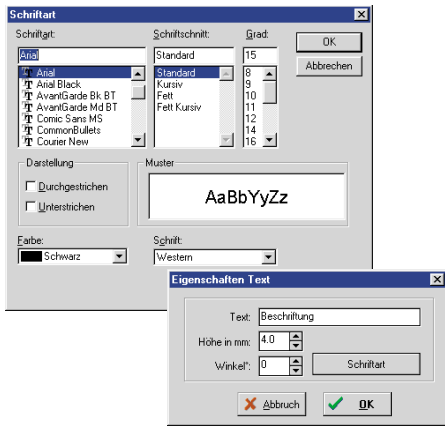 Schriftart
Schriftart: Schriftschnitt: Grad:
Arial Standard 15 OK
Abbrechen
Arial Standard 8
Arial Black Kursiv 9
AvantGarde Bk BT Fett 10
AvantGarde Md BT Fett Kursiv 11
Comic Sans MS 12
CommonBullets 14
Courier New 16
Darstellung Muster
Durchgestrichen
Unterstrichen
AaBbYyZz
Farbe: Schrift:
Schwarz Western
Eigenschaften Text
Text: Beschriftung
Höhe in mm: 4.0
Winkel°: 0 Schriftart
Abbruch OK